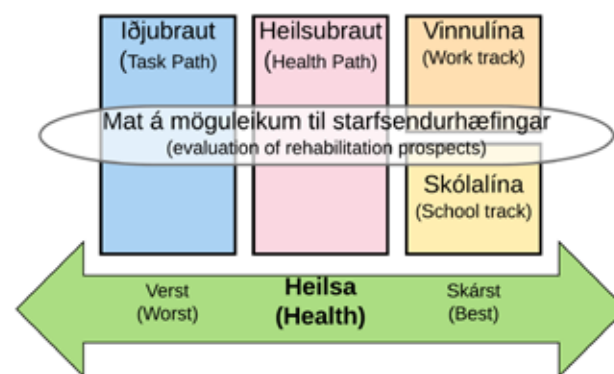 Iðjubraut
(Task Path)
Heilsubraut
(Health Path)
Vinnulína
(Work track)
Mat á möguleikum til starfsendurhæfingar
(evaluation of rehabilitation prospects)
Skólalína
(School track)
Verst
(Worst)
Heilsa
(Health)
Skárst
(Best)